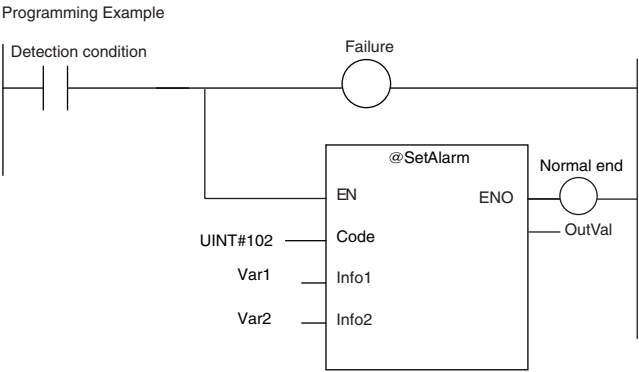 Programming Example
Detection condition
Failure
@SetAlarm
Normal end
EN
ENO
UINT#102
Code
OutVal
Var1
Info1
Var2
Info2